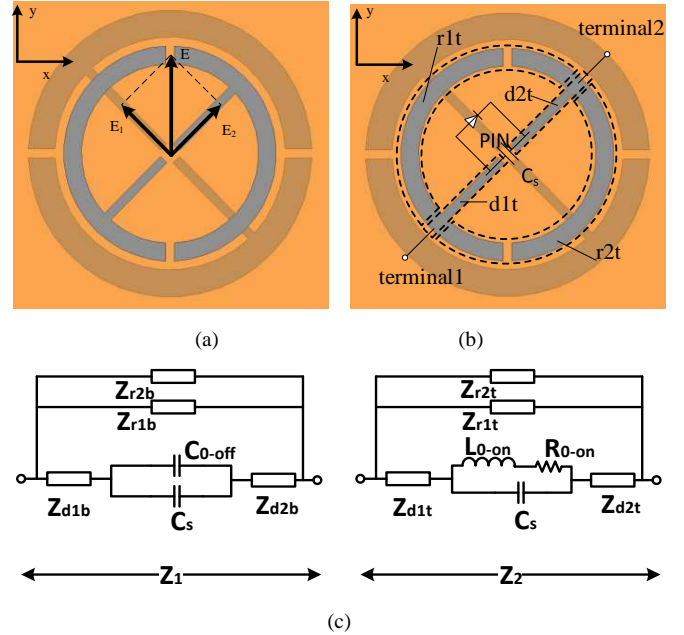 y
x
E
E1
E2
(a)
y
x
r1t
terminal2
d2t
PIN
Cs
d1t
r2t
terminal1
(b)
Zr2b
Zr1b
C0-off
Zd1b
Cs
Zd2b
Z1
Zr2t
Zr1t
L0-on
R0-on
Zd1t
Cs
Zd2t
Z2
(c)